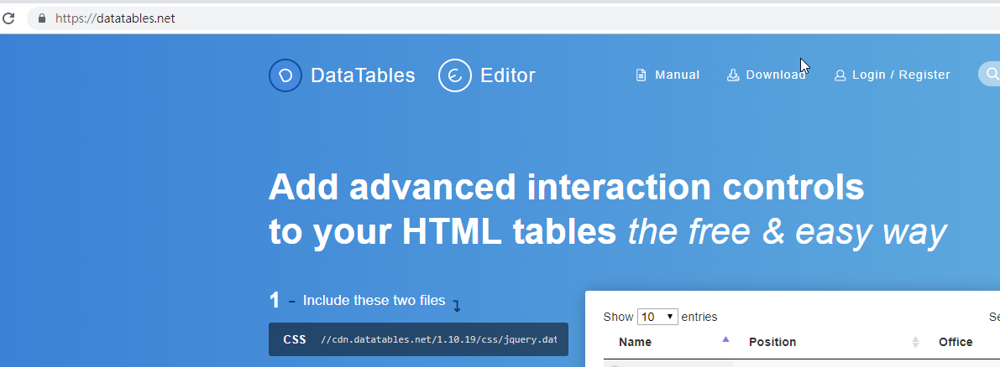 https://datatables.net
DataTables Editor Manual Download Login / Register
Add advanced interaction controls
to your HTML tables the free & easy way
1 - Include these two files
CSS //cdn.datatables.net/1.10.19/css/jquery.dat
Show 10 entries Se
Name Position Office